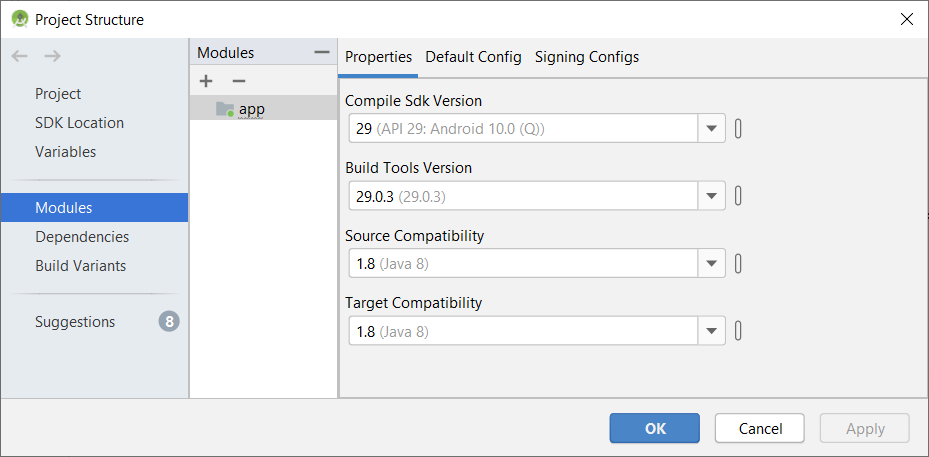 Project Structure
Project
SDK Location
Variables
Modules
Dependencies
Build Variants
Suggestions 8
Modules
app
Properties Default Config Signing Configs
Compile Sdk Version
29 (API 29: Android 10.0 (Q))
Build Tools Version
29.0.3 (29.0.3)
Source Compatibility
1.8 (Java 8)
Target Compatibility
1.8 (Java 8)
OK Cancel Apply